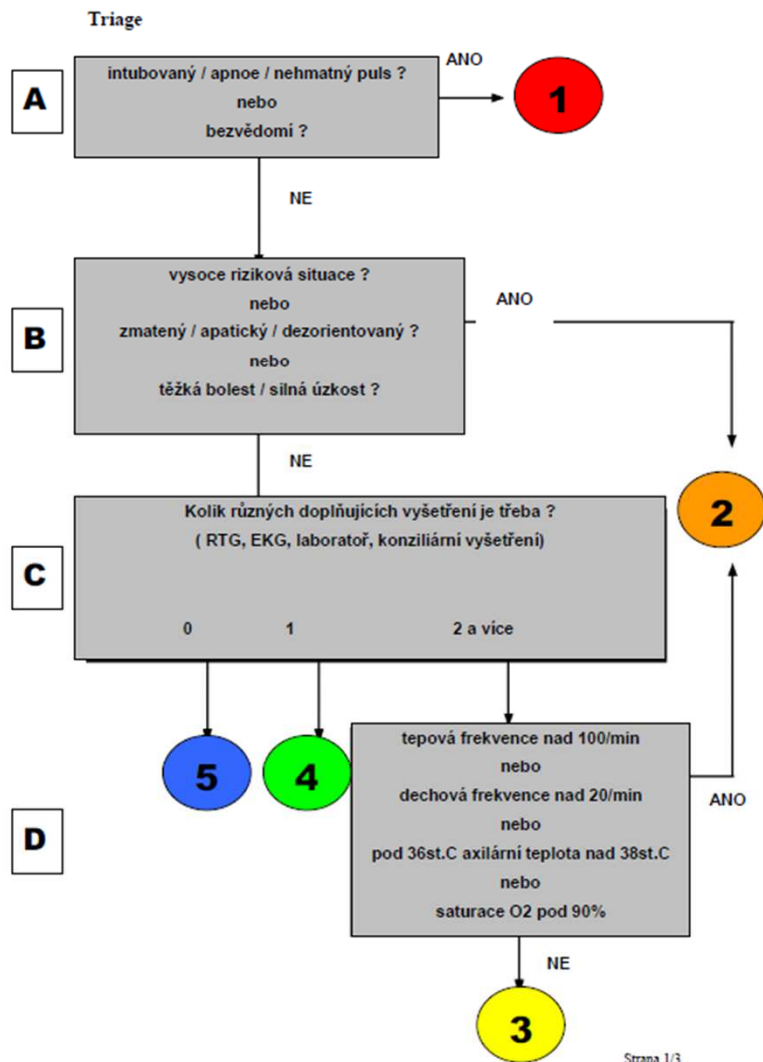 Triage
A
intubovaný / apnoe / nehmatný puls ?
nebo
bezvědomí ?
ANO
1
NE
B
vysoce riziková situace ?
nebo
zmatený / apatický / dezorientovaný ?
nebo
těžká bolest / silná úzkost ?
ANO
NE
2
C
Kolik různých doplňujících vyšetření je třeba ?
( RTG, EKG, laboratoř, konziliární vyšetření)
0 1 2 a více
5
4
D
tepová frekvence nad 100/min
nebo
dechová frekvence nad 20/min
nebo
pod 36st.C axilární teplota nad 38st.C
nebo
saturace O2 pod 90%
ANO
NE
3
Strana 1/3